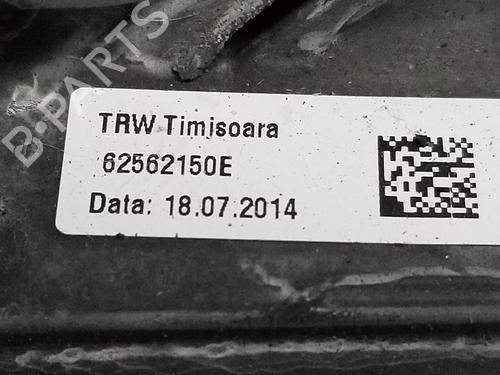 B-PARTS
TRW Timisoara
62562150E
Data: 18.07.2014